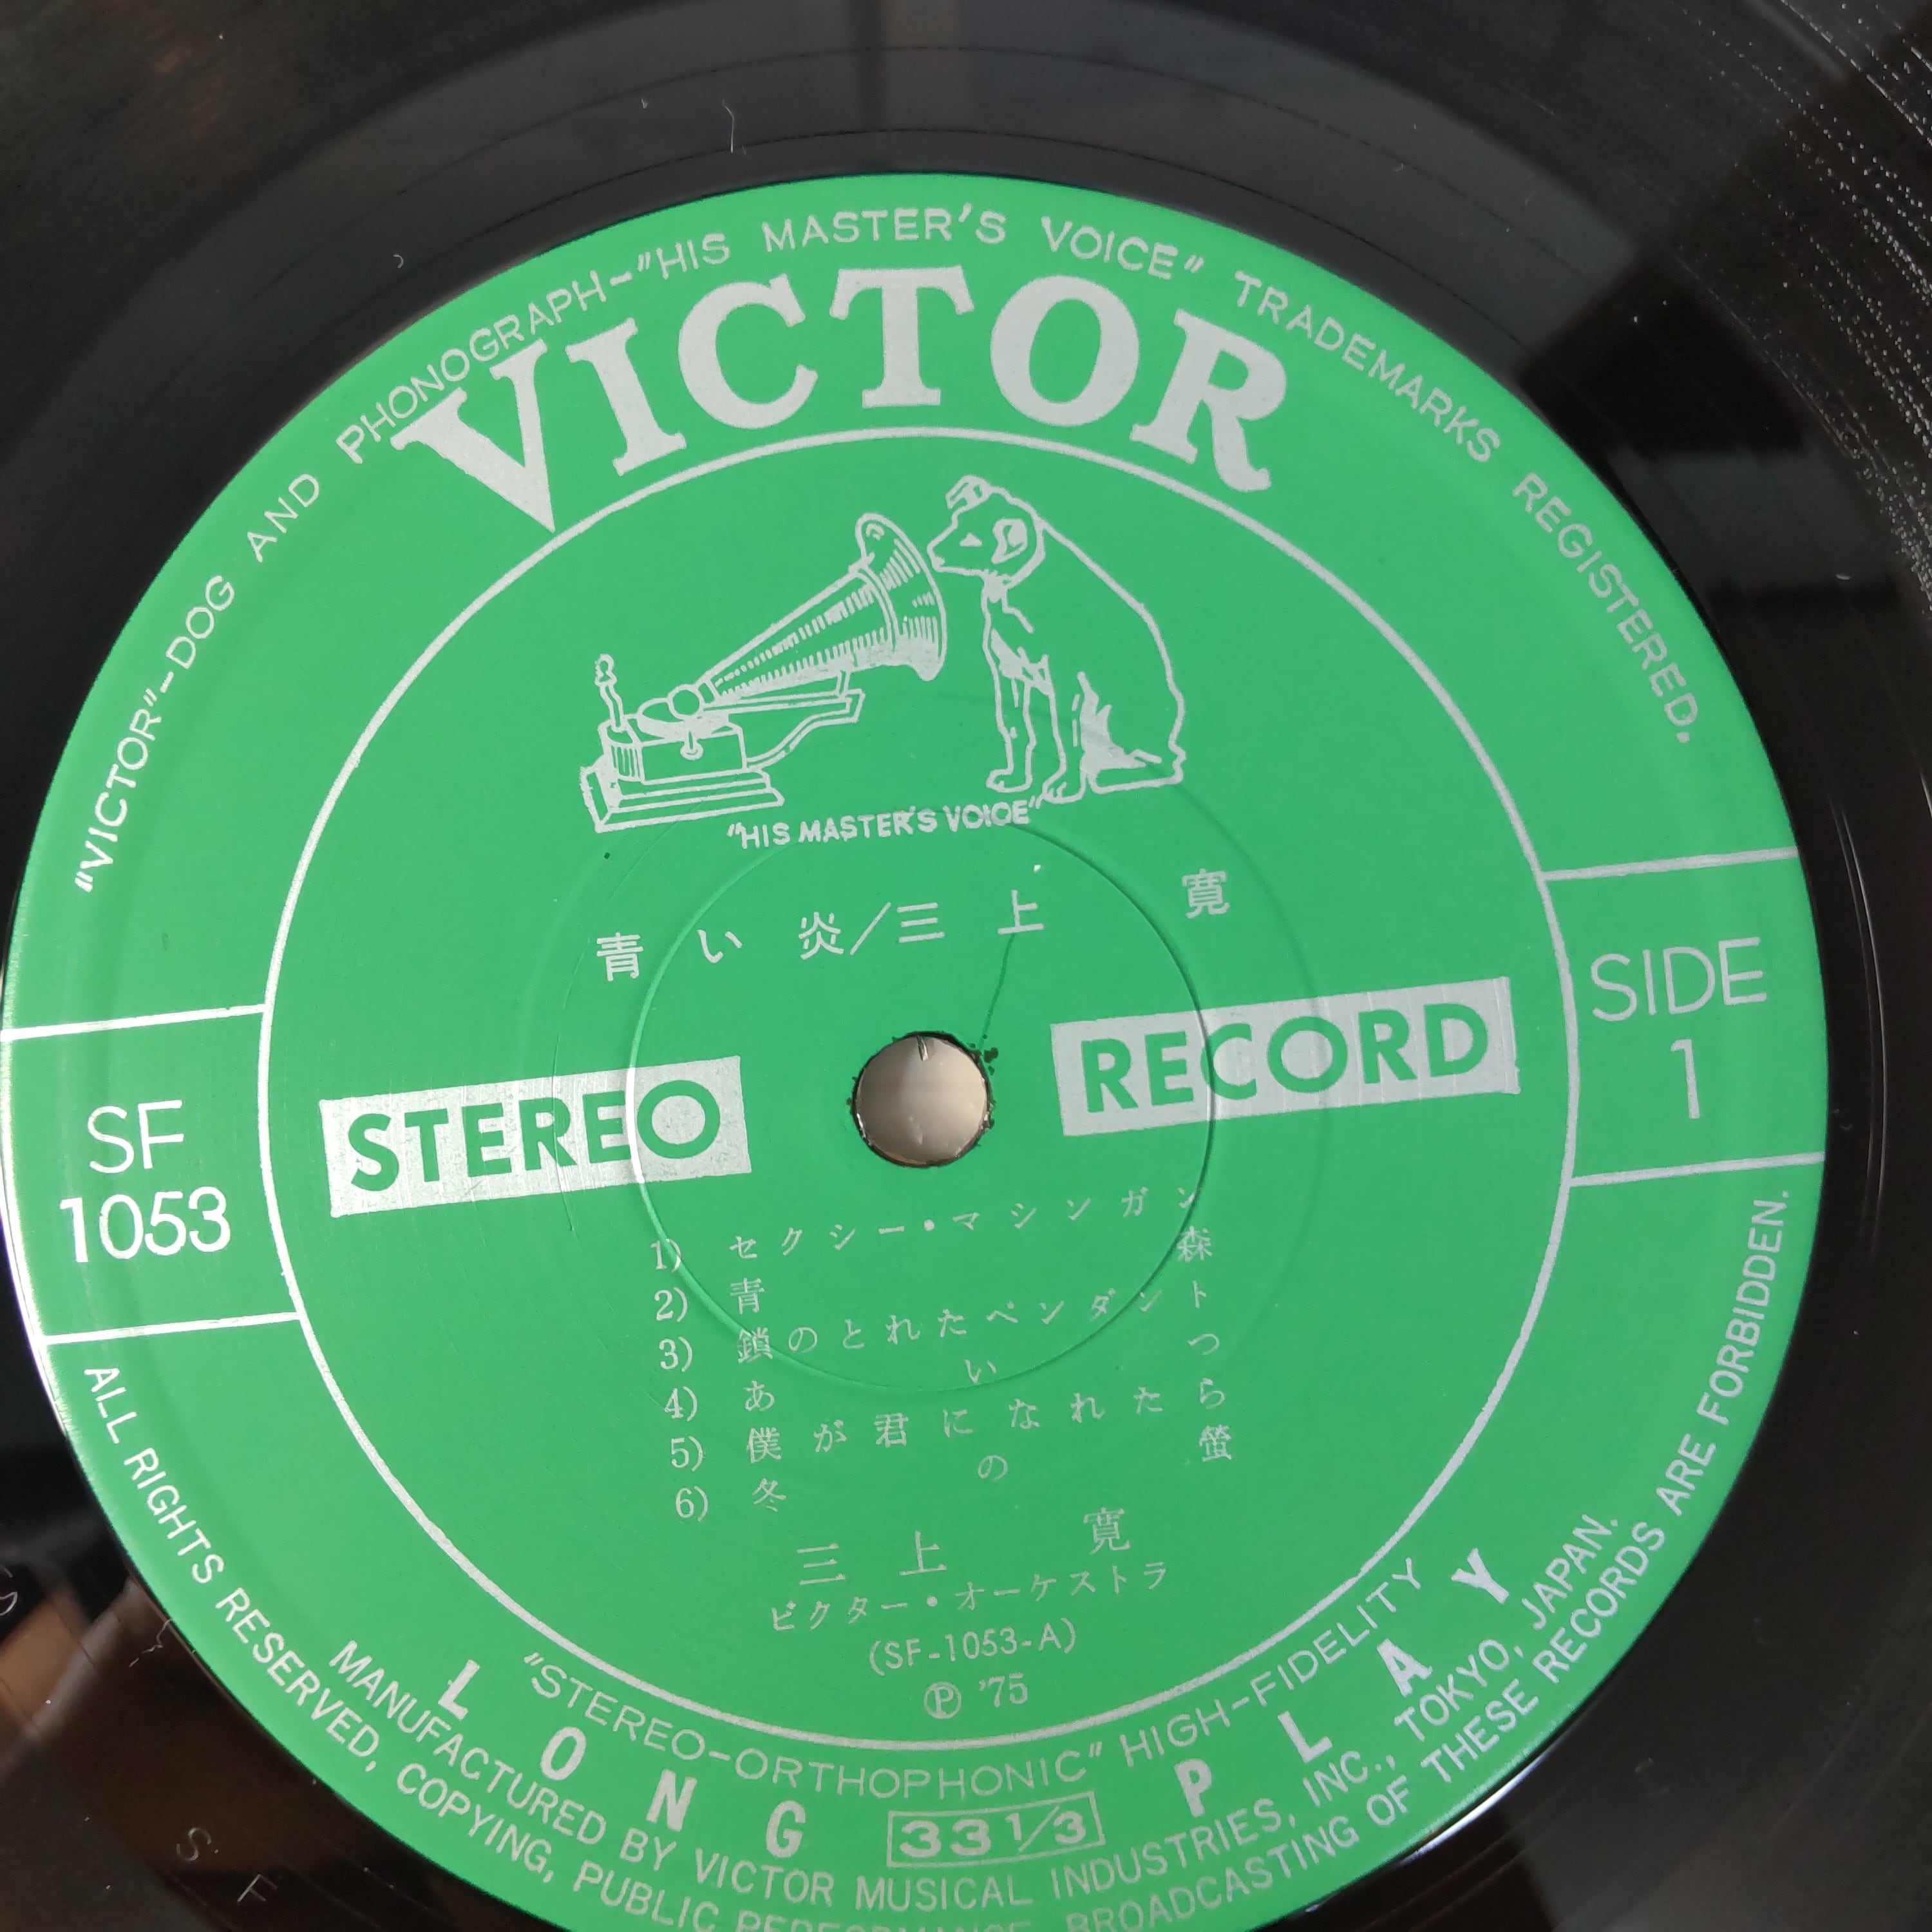 "VICTOR"-DOG AND PHONOGRAPH-"HIS MASTER'S VOICE" TRADEMARKS REGISTERED.
VICTOR
"HIS MASTER'S VOICE"
青い炎/三上 寛
SF
1053
STEREO RECORD
SIDE
1
1) セクシー・マシンガン
2) 青 森
3) 鎖のとれたペンダント
4) あ い つ
5) 僕が君になれたら
6) 冬 の 螢
三上 寛
ビクター・オーケストラ
(SF-1053-A)
Ⓟ '75
"STEREO-ORTHOPHONIC" HIGH-FIDELITY
LONG 33 1/3 PLAY
MANUFACTURED BY VICTOR MUSICAL INDUSTRIES, INC., TOKYO, JAPAN.
ALL RIGHTS RESERVED, COPYING, PUBLIC PERFORMANCE, BROADCASTING OF THESE RECORDS ARE FORBIDDEN.
S F